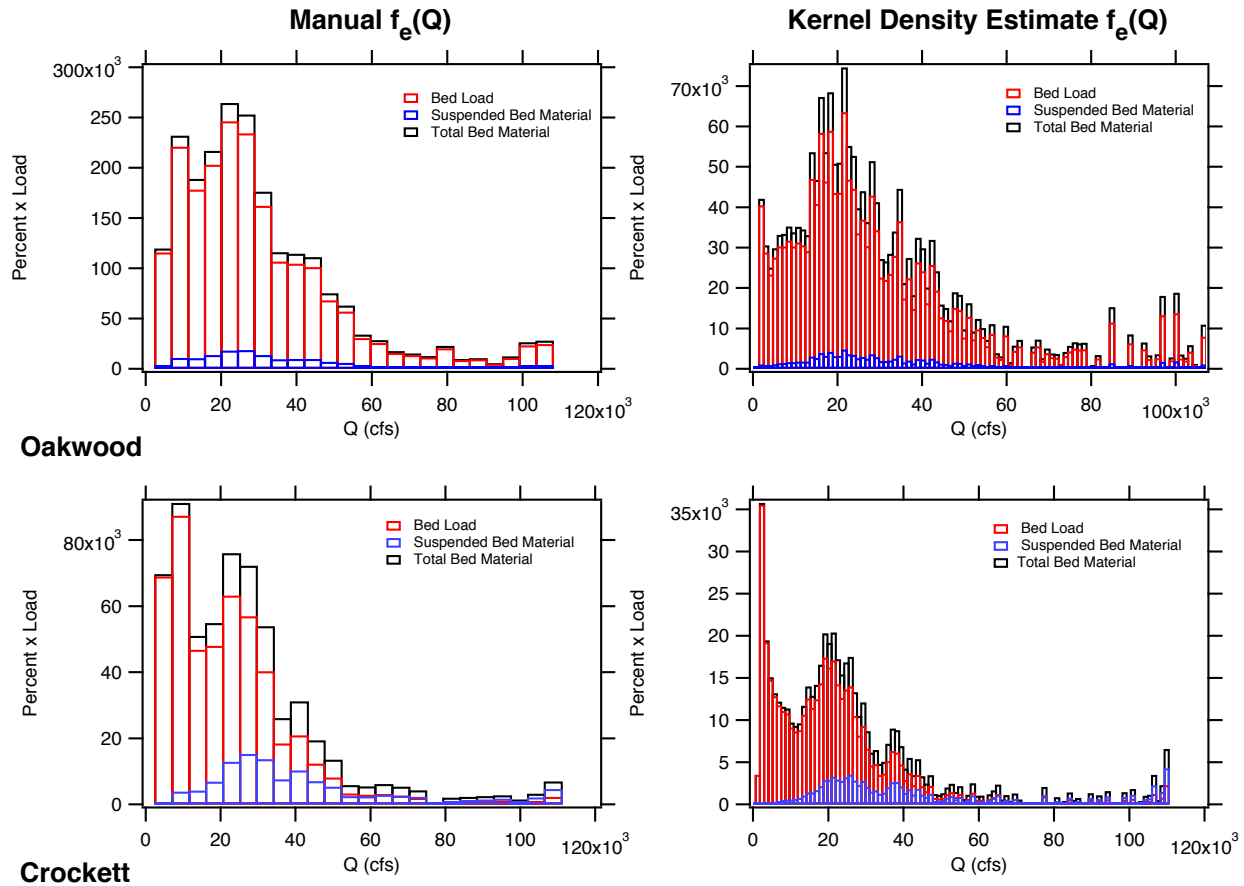 Manual f_e(Q)
Kernel Density Estimate f_e(Q)
300x10³
250
200
150
100
50
0
Percent x Load
0 20 40 60 80 100 120x10³
Q (cfs)
Bed Load
Suspended Bed Material
Total Bed Material
70x10³
60
50
40
30
20
10
0
Percent x Load
0 20 40 60 80 100x10³
Q (cfs)
Bed Load
Suspended Bed Material
Total Bed Material
Oakwood
80x10³
60
40
20
0
Percent x Load
0 20 40 60 80 100 120x10³
Q (cfs)
Bed Load
Suspended Bed Material
Total Bed Material
35x10³
30
25
20
15
10
5
0
Percent x Load
0 20 40 60 80 100 120x10³
Q (cfs)
Bed Load
Suspended Bed Material
Total Bed Material
Crockett